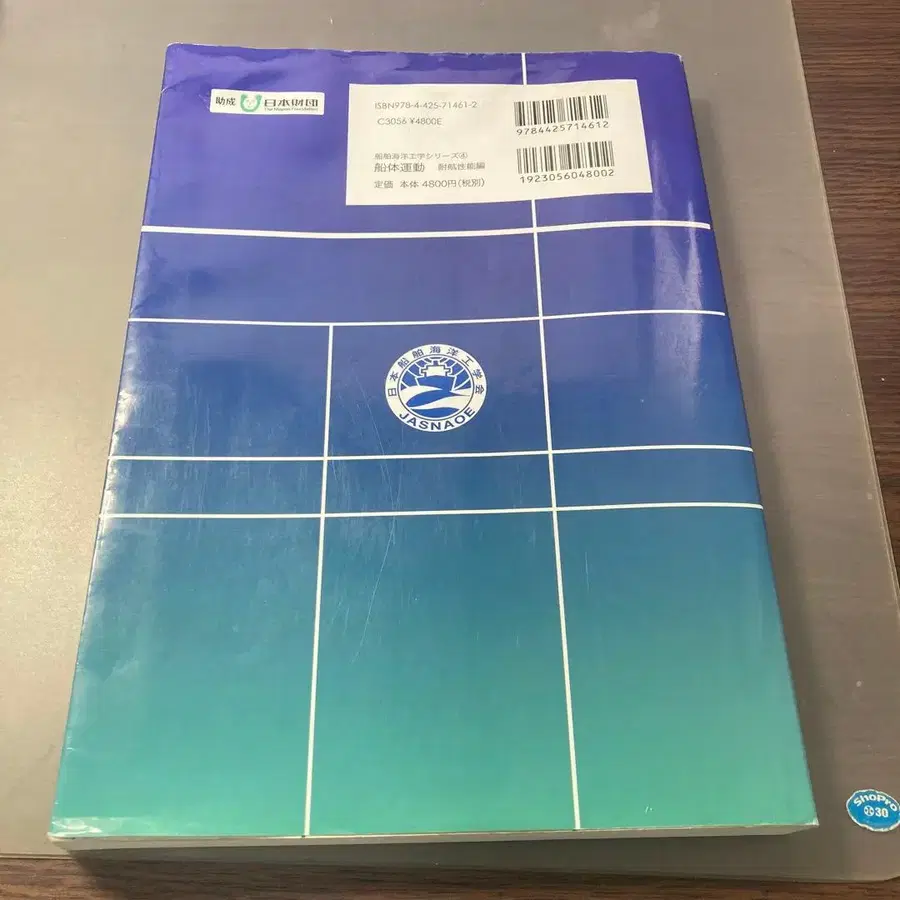 助成 日本財団
The Nippon Foundation
ISBN978-4-425-71461-2
C3056 ¥4800E
船舶海洋工学シリーズ④
船体運動 耐航性能編
定価 本体 4800円(税別)
9784425714612
1923056048002
日本船舶海洋工学会
JASNAOE
ShoPro
30